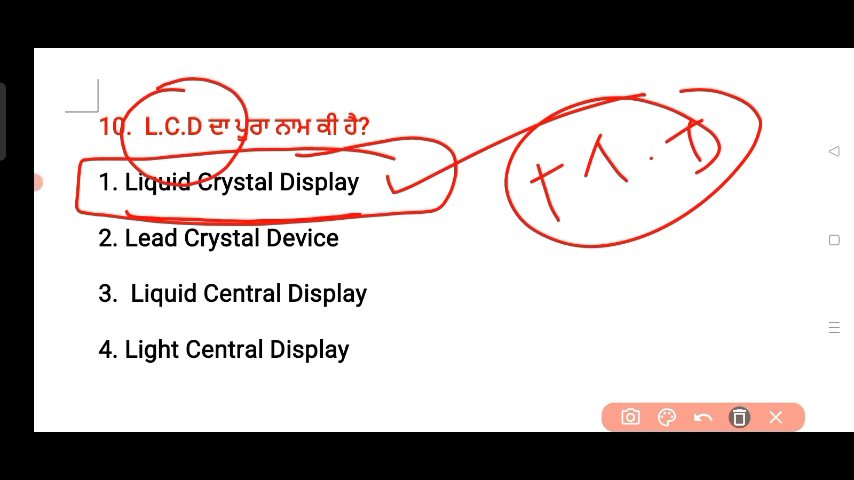 10. L.C.D ਦਾ ਪੂਰਾ ਨਾਮ ਕੀ ਹੈ?
1. Liquid Crystal Display
2. Lead Crystal Device
3. Liquid Central Display
4. Light Central Display